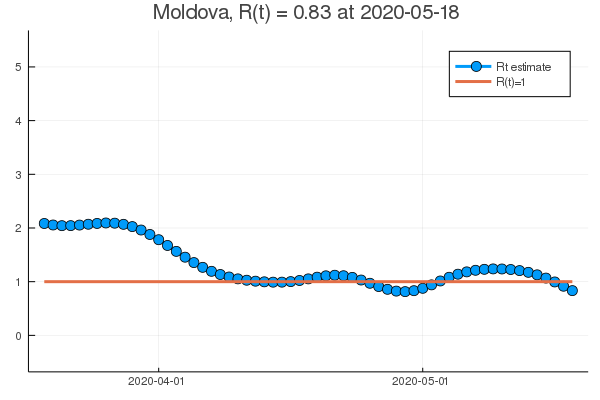 Moldova, R(t) = 0.83 at 2020-05-18
5
4
3
2
1
0
Rt estimate
R(t)=1
2020-04-01
2020-05-01